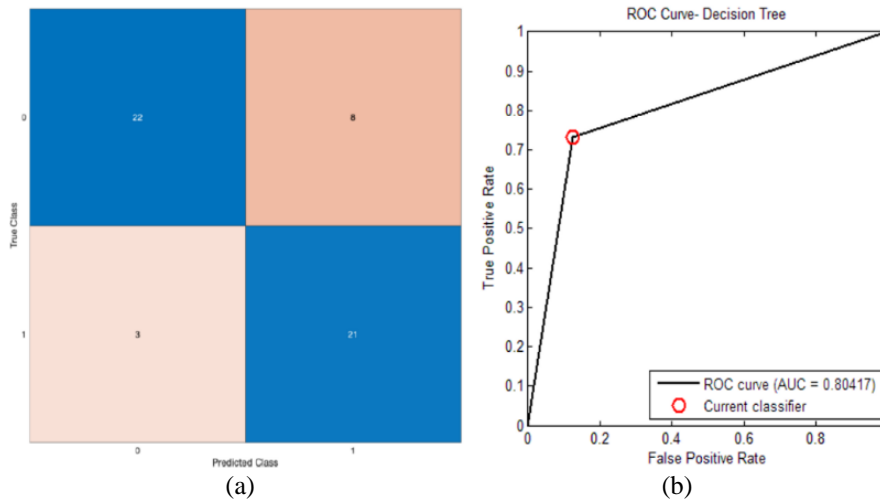 0
22
8
True Class
1
3
21
0
1
Predicted Class
(a)
ROC Curve- Decision Tree
1
0.9
0.8
0.7
0.6
0.5
0.4
0.3
0.2
0.1
0
True Positive Rate
ROC curve (AUC = 0.80417)
Current classifier
0
0.2
0.4
0.6
0.8
False Positive Rate
(b)